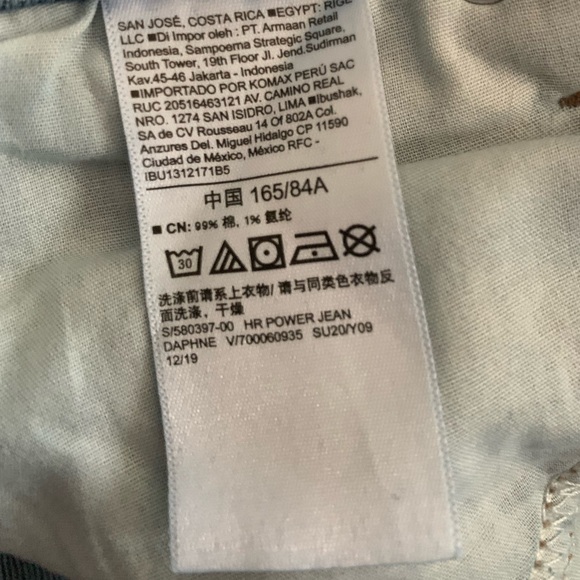 SAN JOSÉ, COSTA RICA ■EGYPT: RIGE
LLC ■Di Impor oleh : PT. Armaan Retail
Indonesia, Sampoema Strategic Square,
South Tower, 19th Floor Jl. Jend.Sudirman
Kav.45-46 Jakarta - Indonesia
■IMPORTADO POR KOMAX PERÚ SAC
RUC 20516463121 AV. CAMINO REAL
NRO. 1274 SAN ISIDRO, LIMA ■Ibushak,
SA de CV Rousseau 14 Of 802A Col.
Anzures Del. Miguel Hidalgo CP 11590
Ciudad de México, México RFC -
IBU1312171B5
中国 165/84A
■ CN: 99% 棉, 1% 氨纶
30
洗涤前请系上衣物/ 请与同类色衣物反
面洗涤, 干燥
S/580397-00 HR POWER JEAN
DAPHNE V/700060935 SU20/Y09
12/19